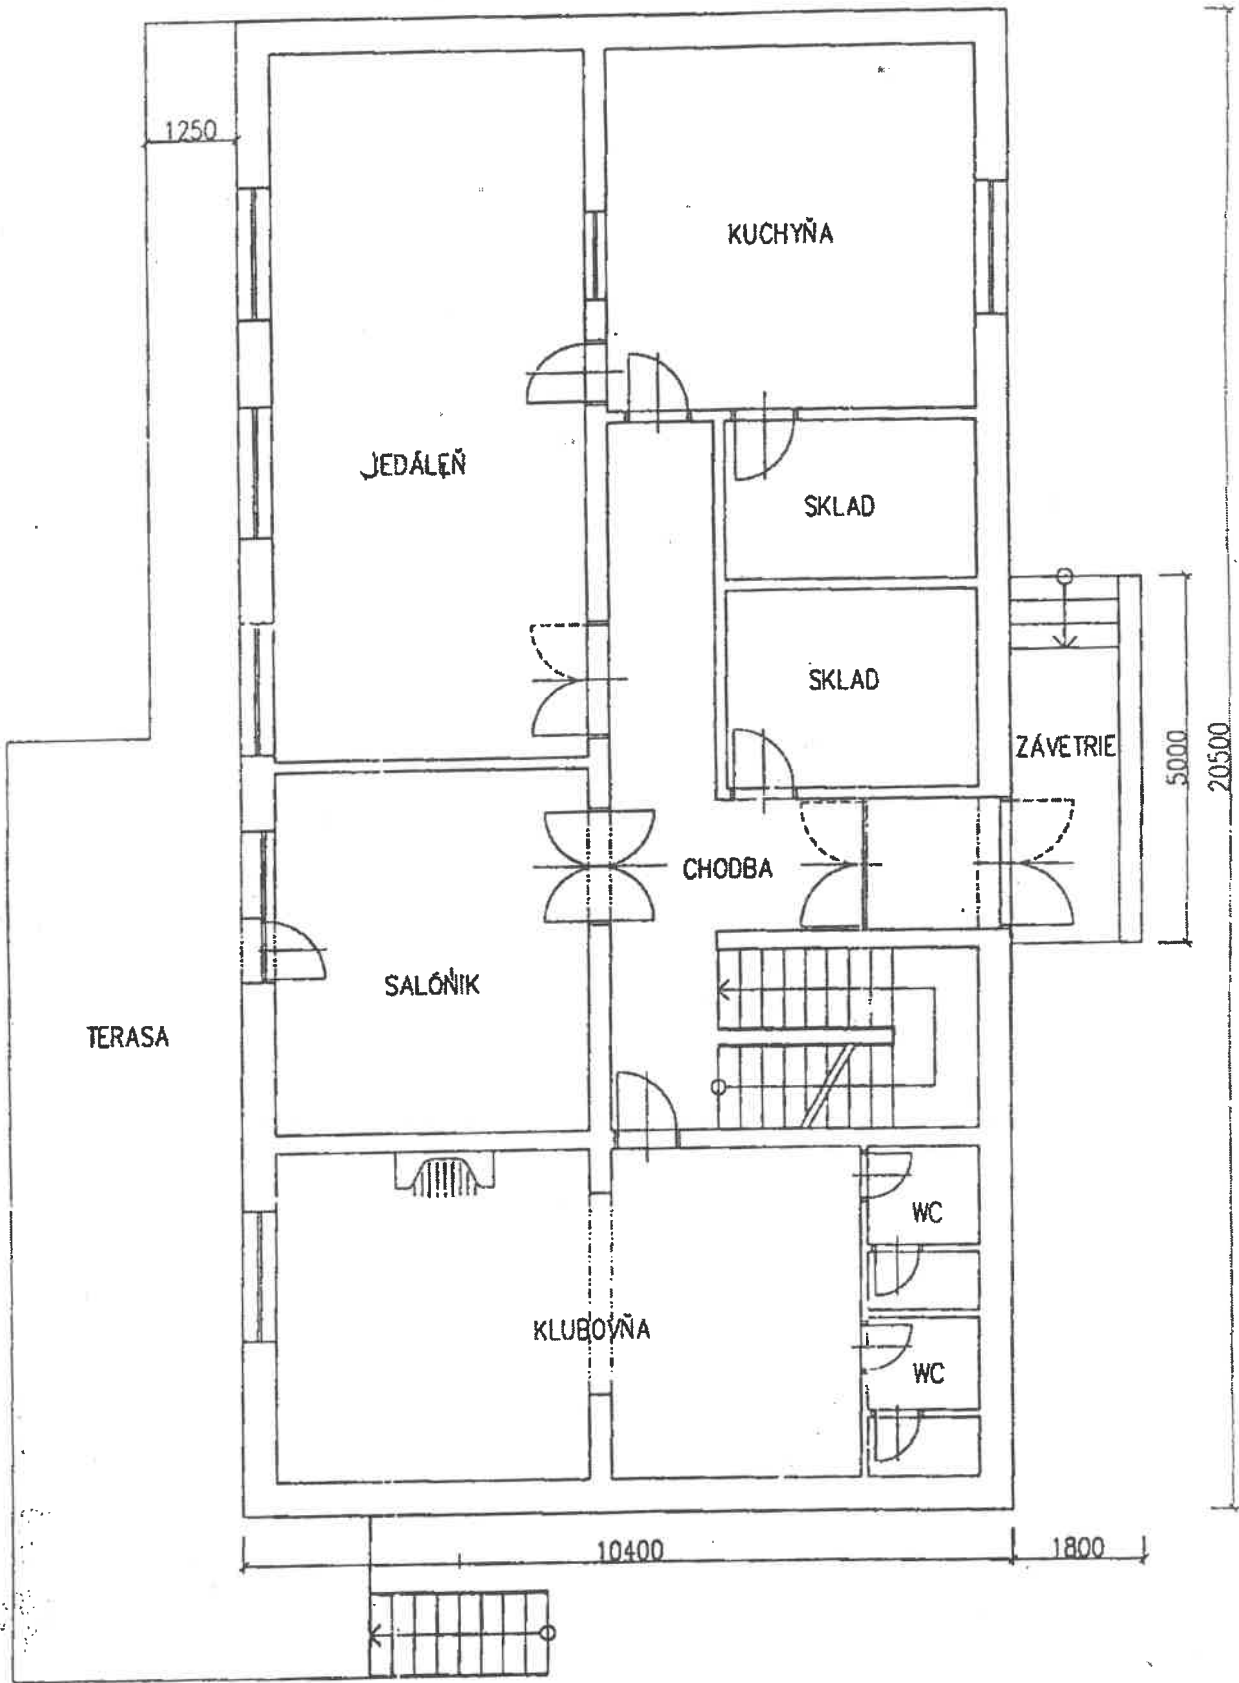 1250
KUCHYŇA
JEDÁLEŇ
SKLAD
SKLAD
ZÁVETRIE
5000
20500
CHODBA
SALÓNIK
TERASA
WC
KLUBOVŇA
WC
10400
1800